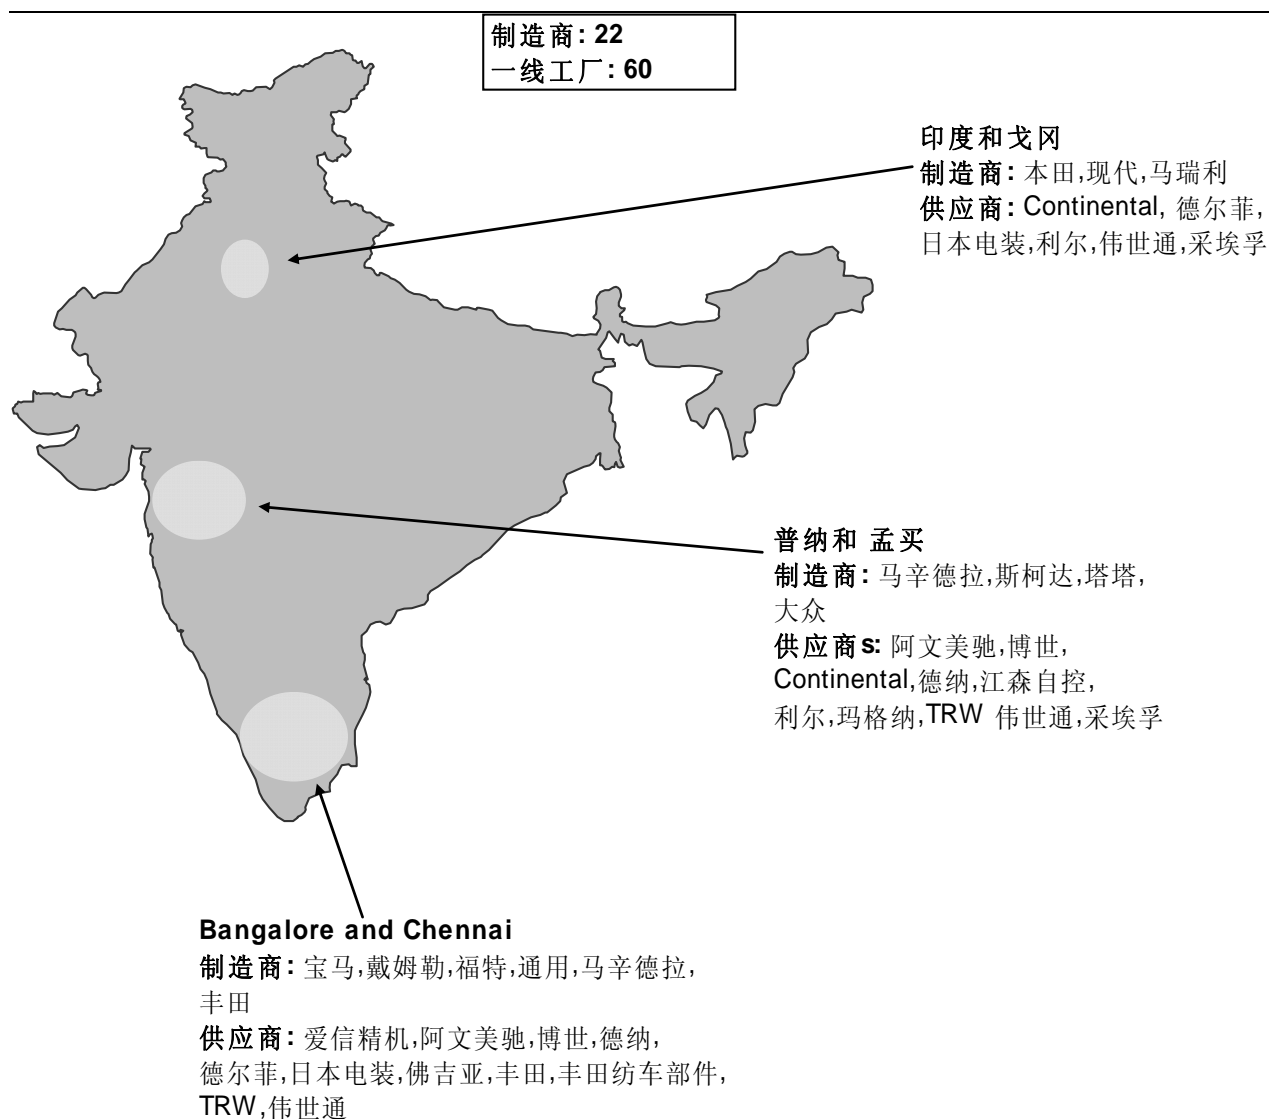 制造商: 22
一线工厂: 60
印度和戈冈
制造商: 本田,现代,马瑞利
供应商: Continental, 德尔菲,
日本电装,利尔,伟世通,采埃孚
普纳和 孟买
制造商: 马辛德拉,斯柯达,塔塔,
大众
供应商s: 阿文美驰,博世,
Continental,德纳,江森自控,
利尔,玛格纳,TRW 伟世通,采埃孚
Bangalore and Chennai
制造商: 宝马,戴姆勒,福特,通用,马辛德拉,
丰田
供应商: 爱信精机,阿文美驰,博世,德纳,
德尔菲,日本电装,佛吉亚,丰田,丰田纺车部件,
TRW,伟世通